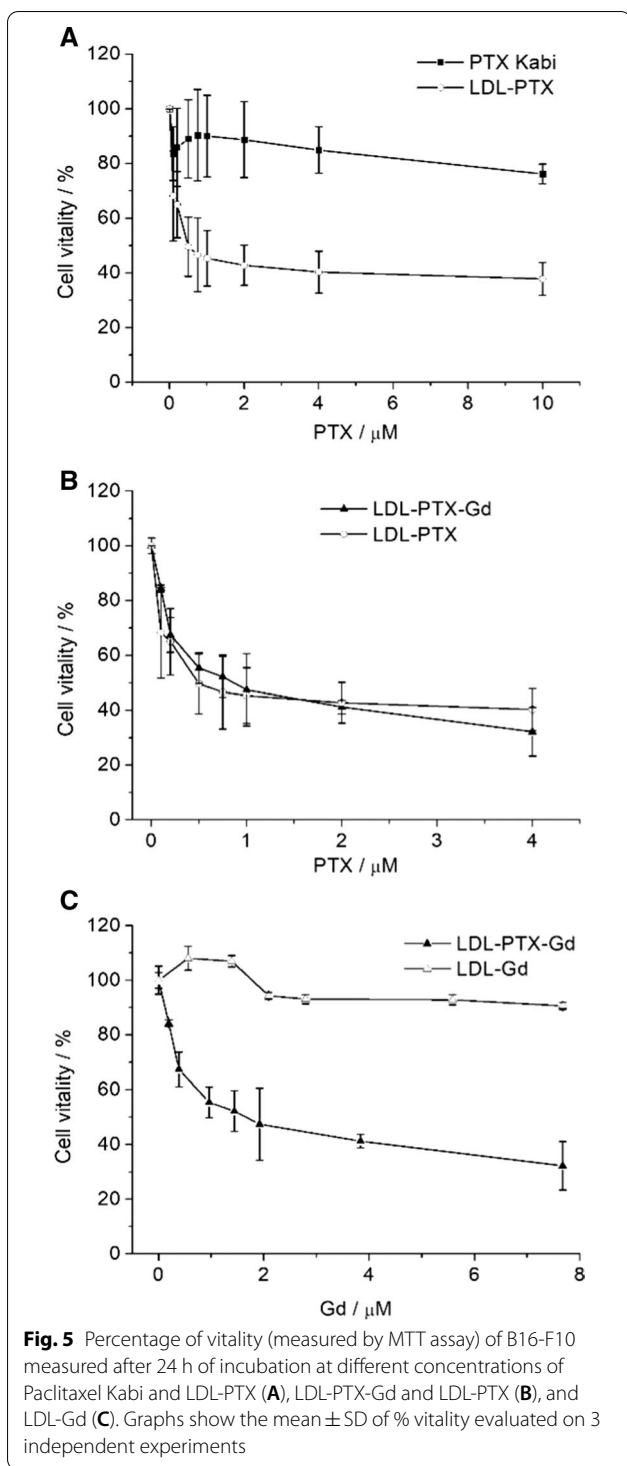 A
120
100
80
60
40
20
0
Cell vitality / %
PTX Kabi
LDL-PTX
0 2 4 6 8 10
PTX / μM
B
120
100
80
60
40
20
0
Cell vitality / %
LDL-PTX-Gd
LDL-PTX
0 1 2 3 4
PTX / μM
C
120
100
80
60
40
20
0
Cell vitality / %
LDL-PTX-Gd
LDL-Gd
0 2 4 6 8
Gd / μM
Fig. 5 Percentage of vitality (measured by MTT assay) of B16-F10
measured after 24 h of incubation at different concentrations of
Paclitaxel Kabi and LDL-PTX (A), LDL-PTX-Gd and LDL-PTX (B), and
LDL-Gd (C). Graphs show the mean ± SD of % vitality evaluated on 3
independent experiments